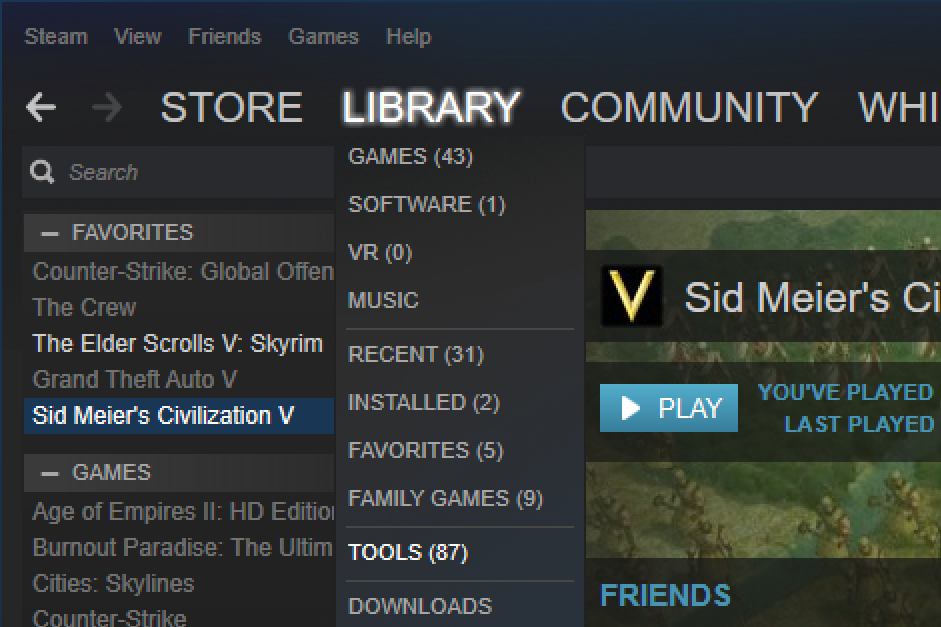 Steam View Friends Games Help
STORE LIBRARY COMMUNITY WHI
Search
FAVORITES
Counter-Strike: Global Offen
The Crew
The Elder Scrolls V: Skyrim
Grand Theft Auto V
Sid Meier's Civilization V
GAMES
Age of Empires II: HD Edition
Burnout Paradise: The Ultim
Cities: Skylines
Counter-Strike
GAMES (43)
SOFTWARE (1)
VR (0)
MUSIC
RECENT (31)
INSTALLED (2)
FAVORITES (5)
FAMILY GAMES (9)
TOOLS (87)
DOWNLOADS
V Sid Meier's Ci
PLAY
YOU'VE PLAYED
LAST PLAYED
FRIENDS